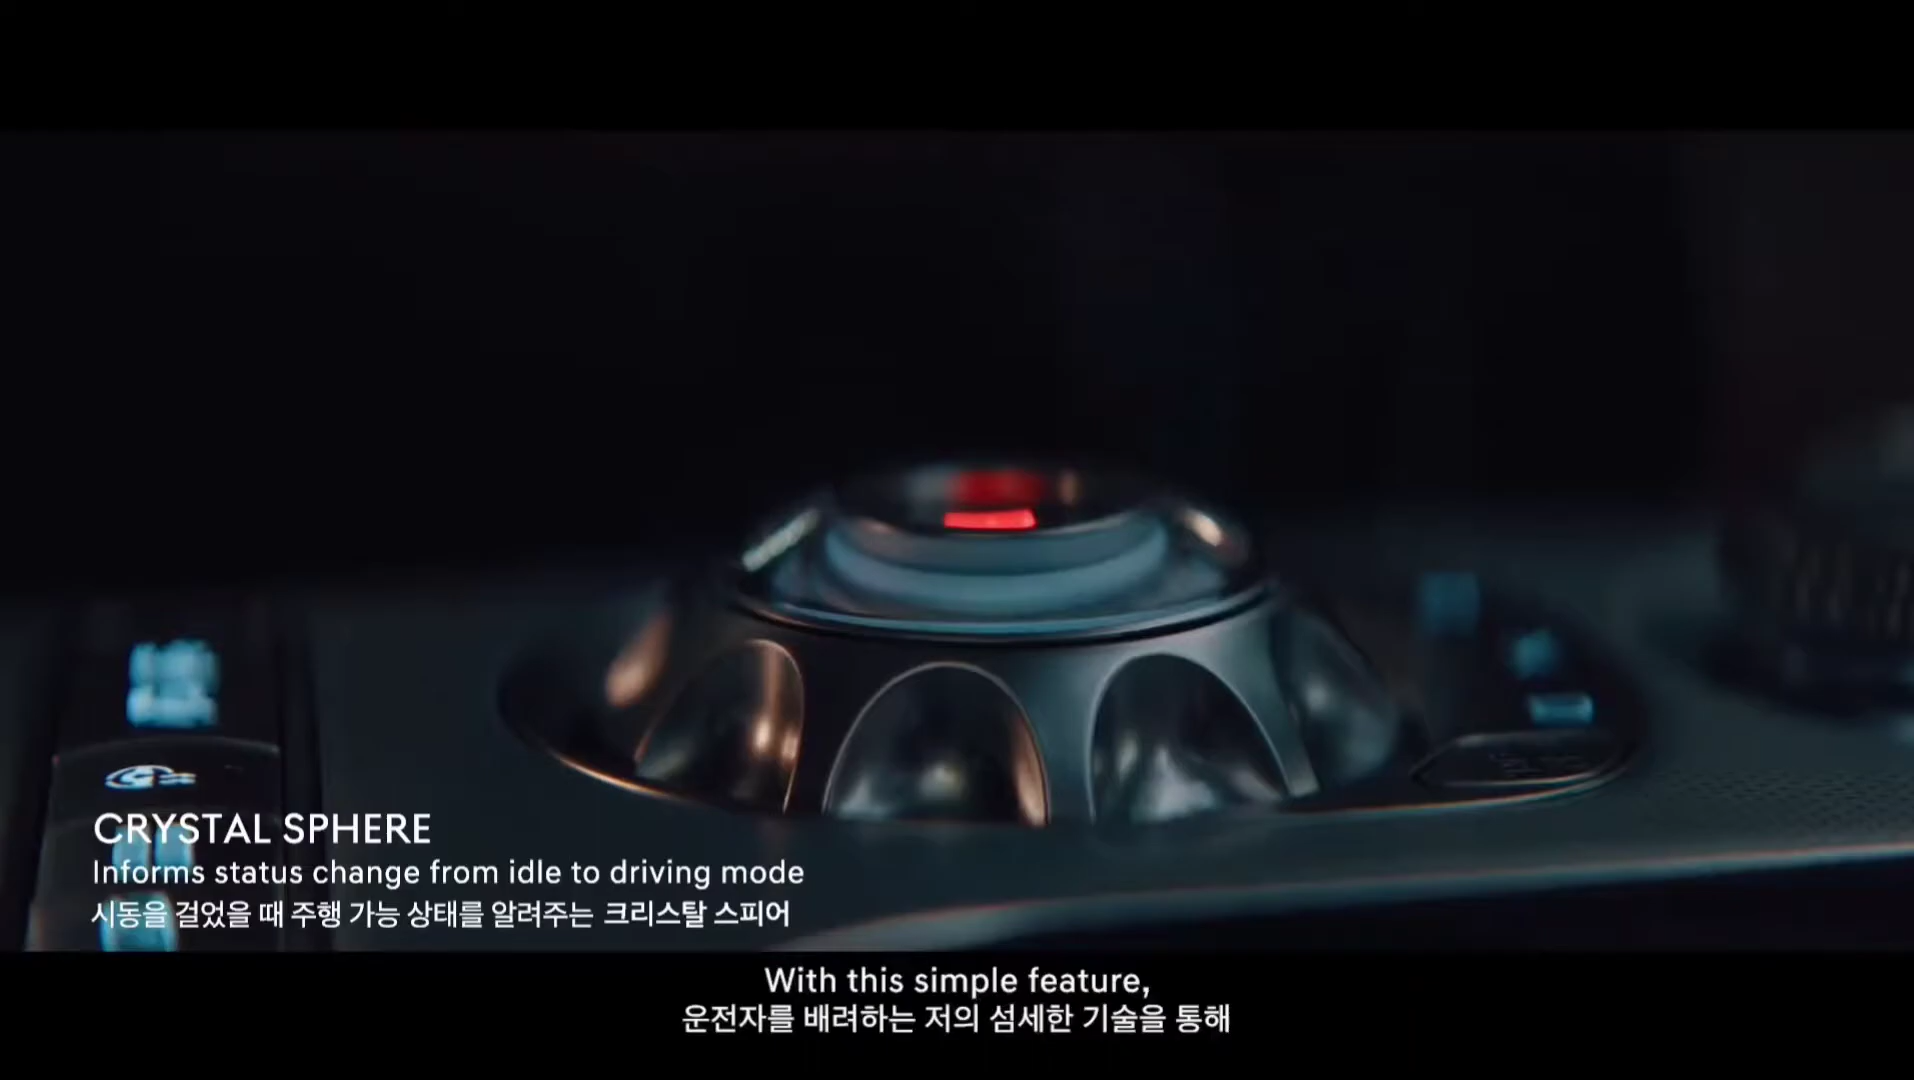 CRYSTAL SPHERE
Informs status change from idle to driving mode
시동을 걸었을 때 주행 가능 상태를 알려주는 크리스탈 스피어
With this simple feature,
운전자를 배려하는 저의 섬세한 기술을 통해